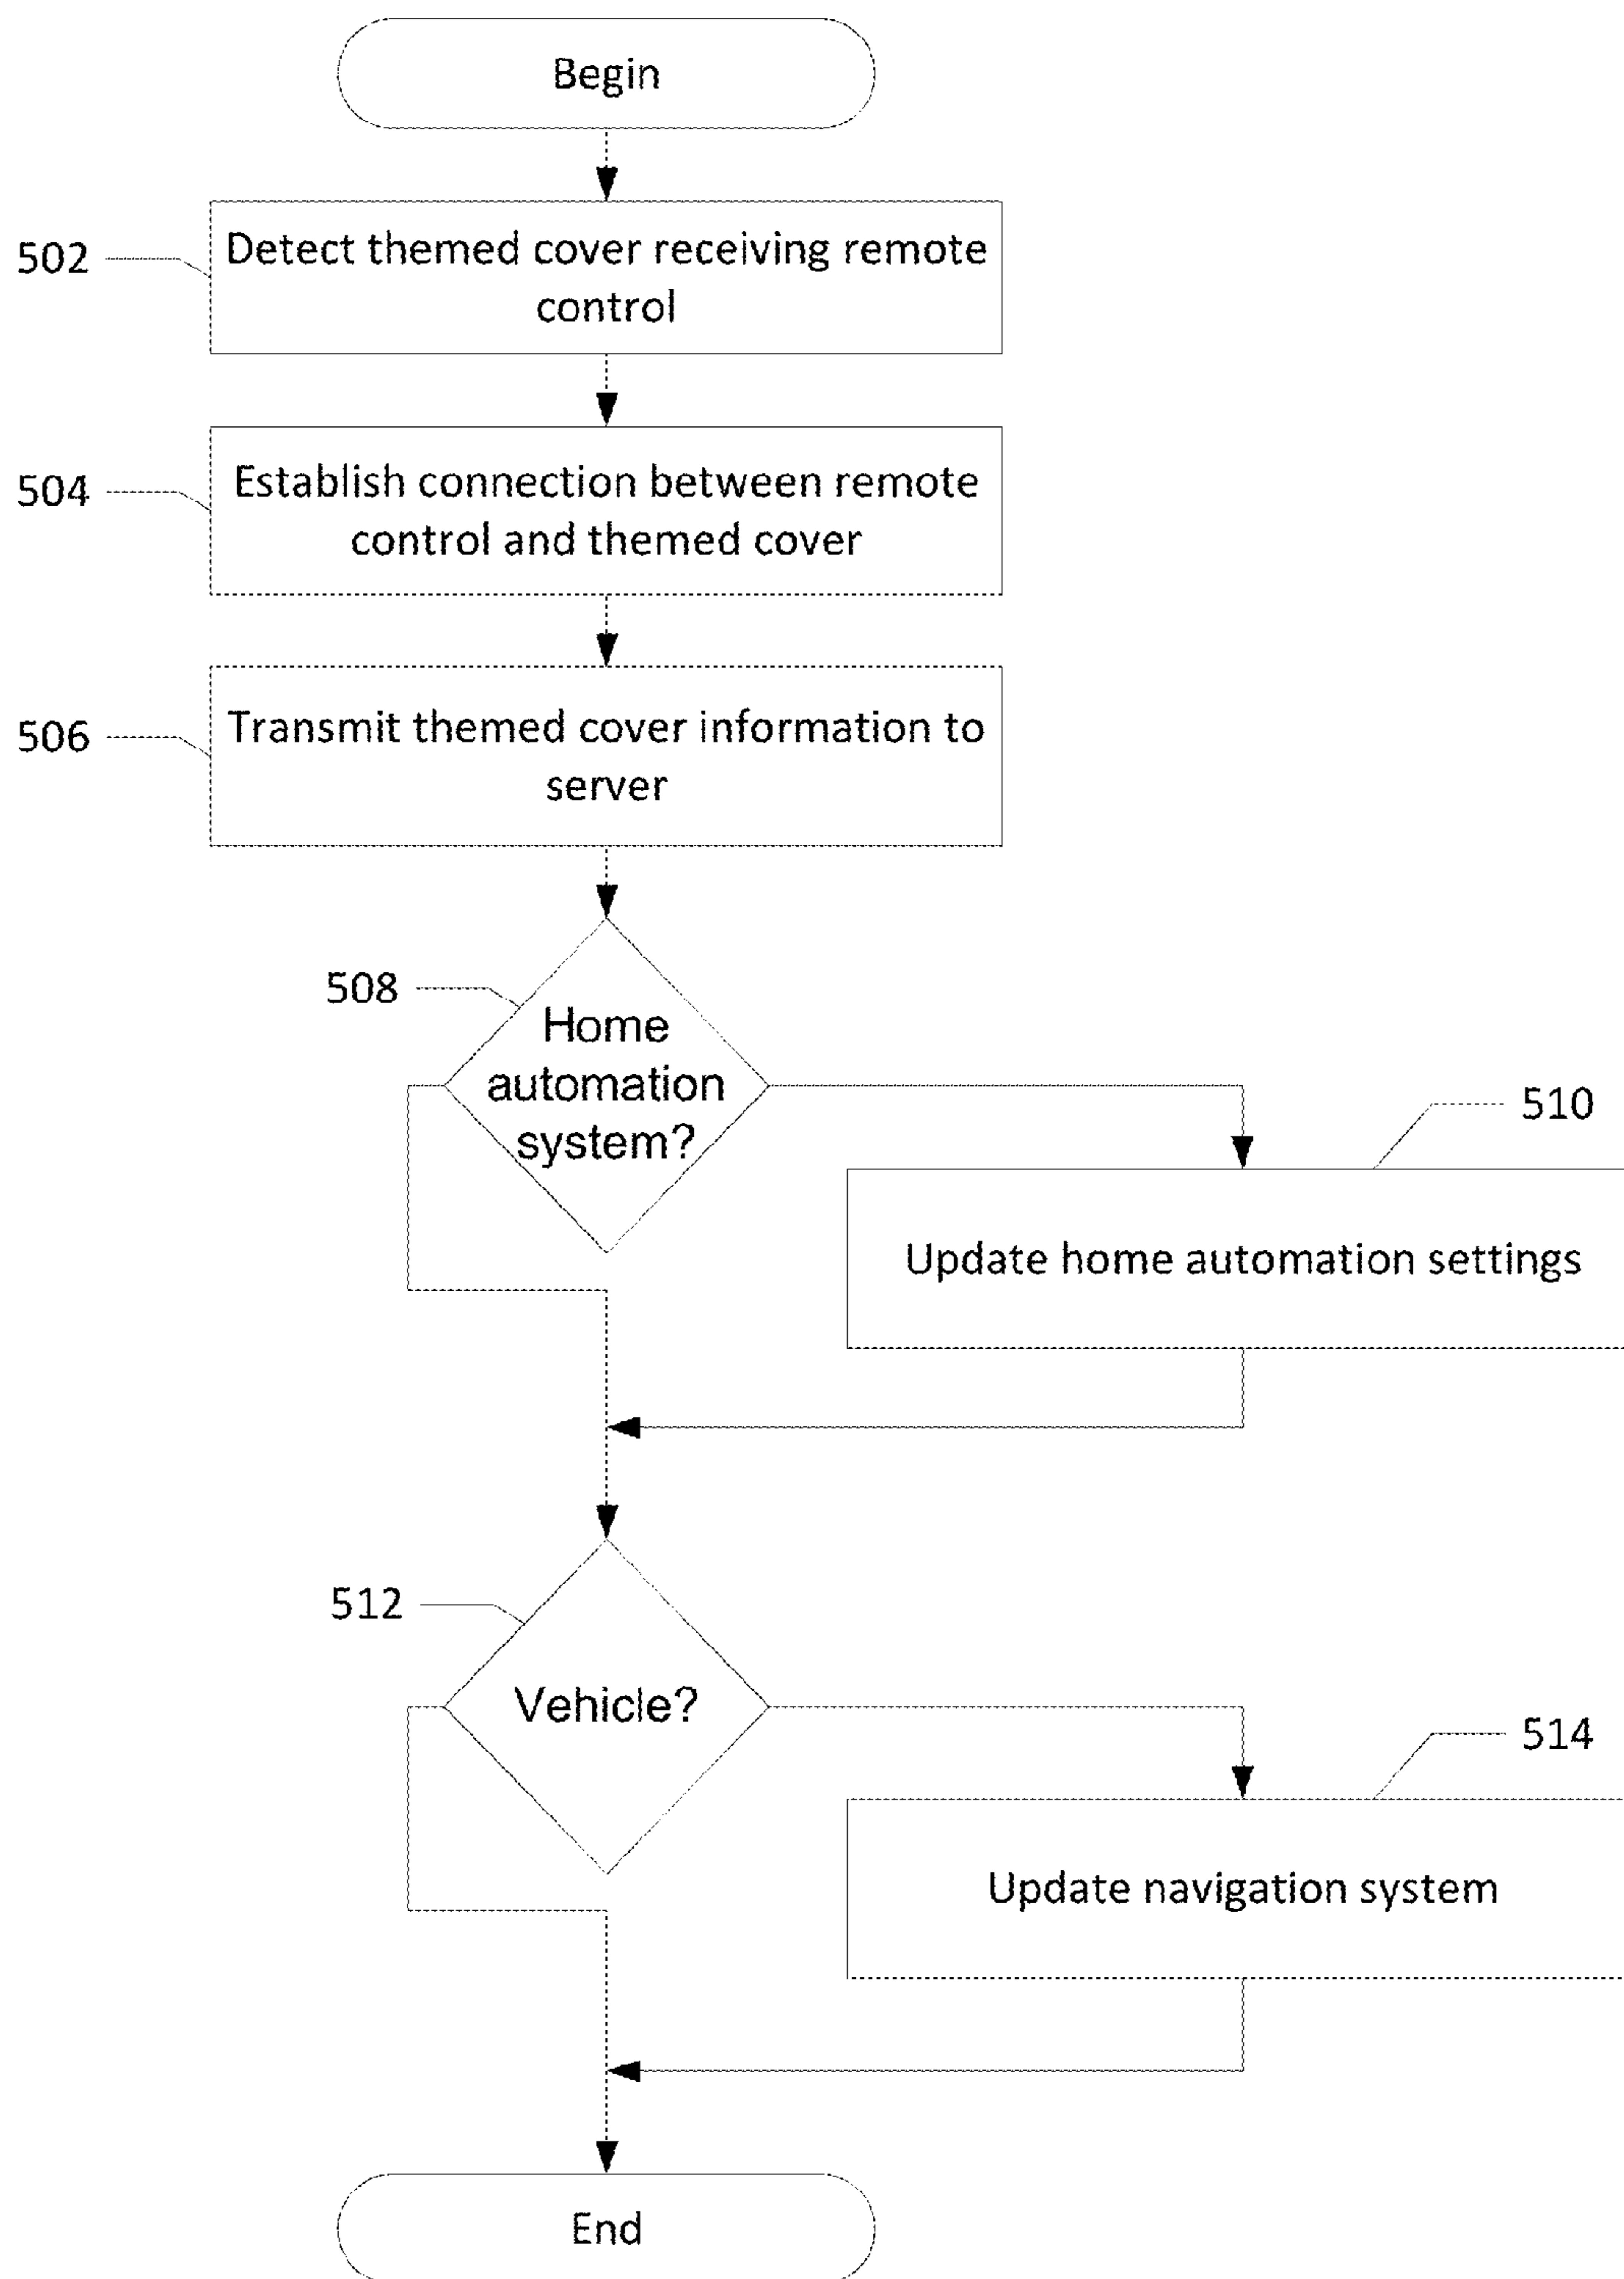 Begin
502
Detect themed cover receiving remote
control
504
Establish connection between remote
control and themed cover
506
Transmit themed cover information to
server
508
Home
automation
system?
510
Update home automation settings
512
Vehicle?
514
Update navigation system
End